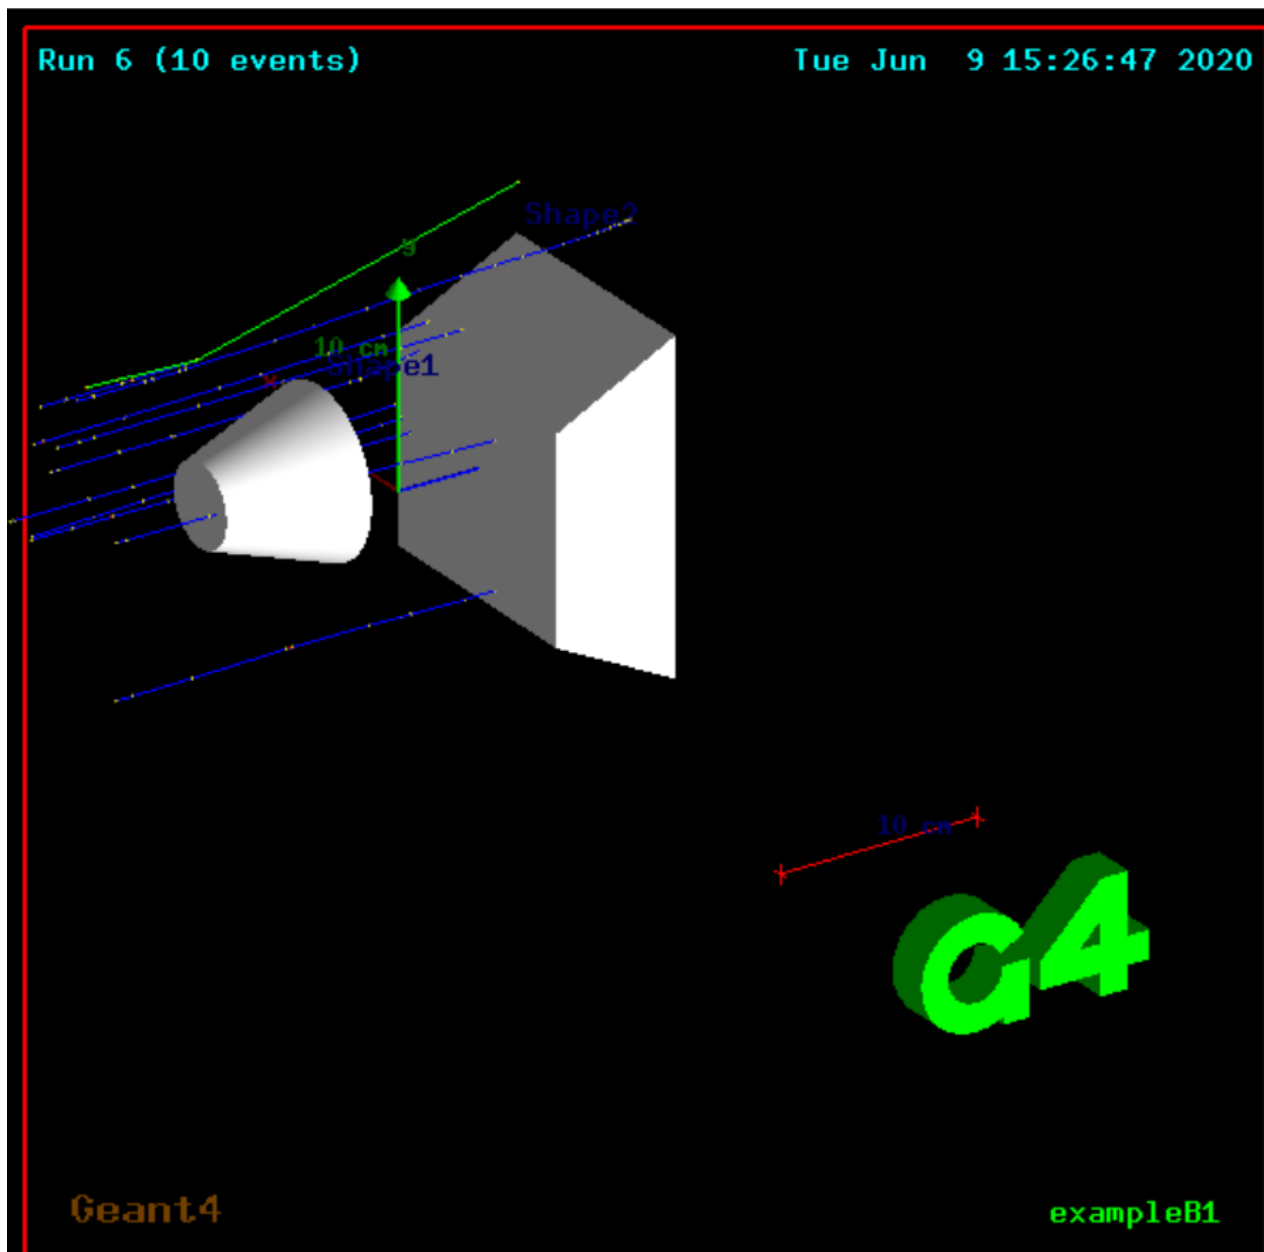 Run 6 (10 events)
Tue Jun 9 15:26:47 2020
Shape2
y
10 cm
Shape1
x
10 cm
G4
Geant4
exampleB1